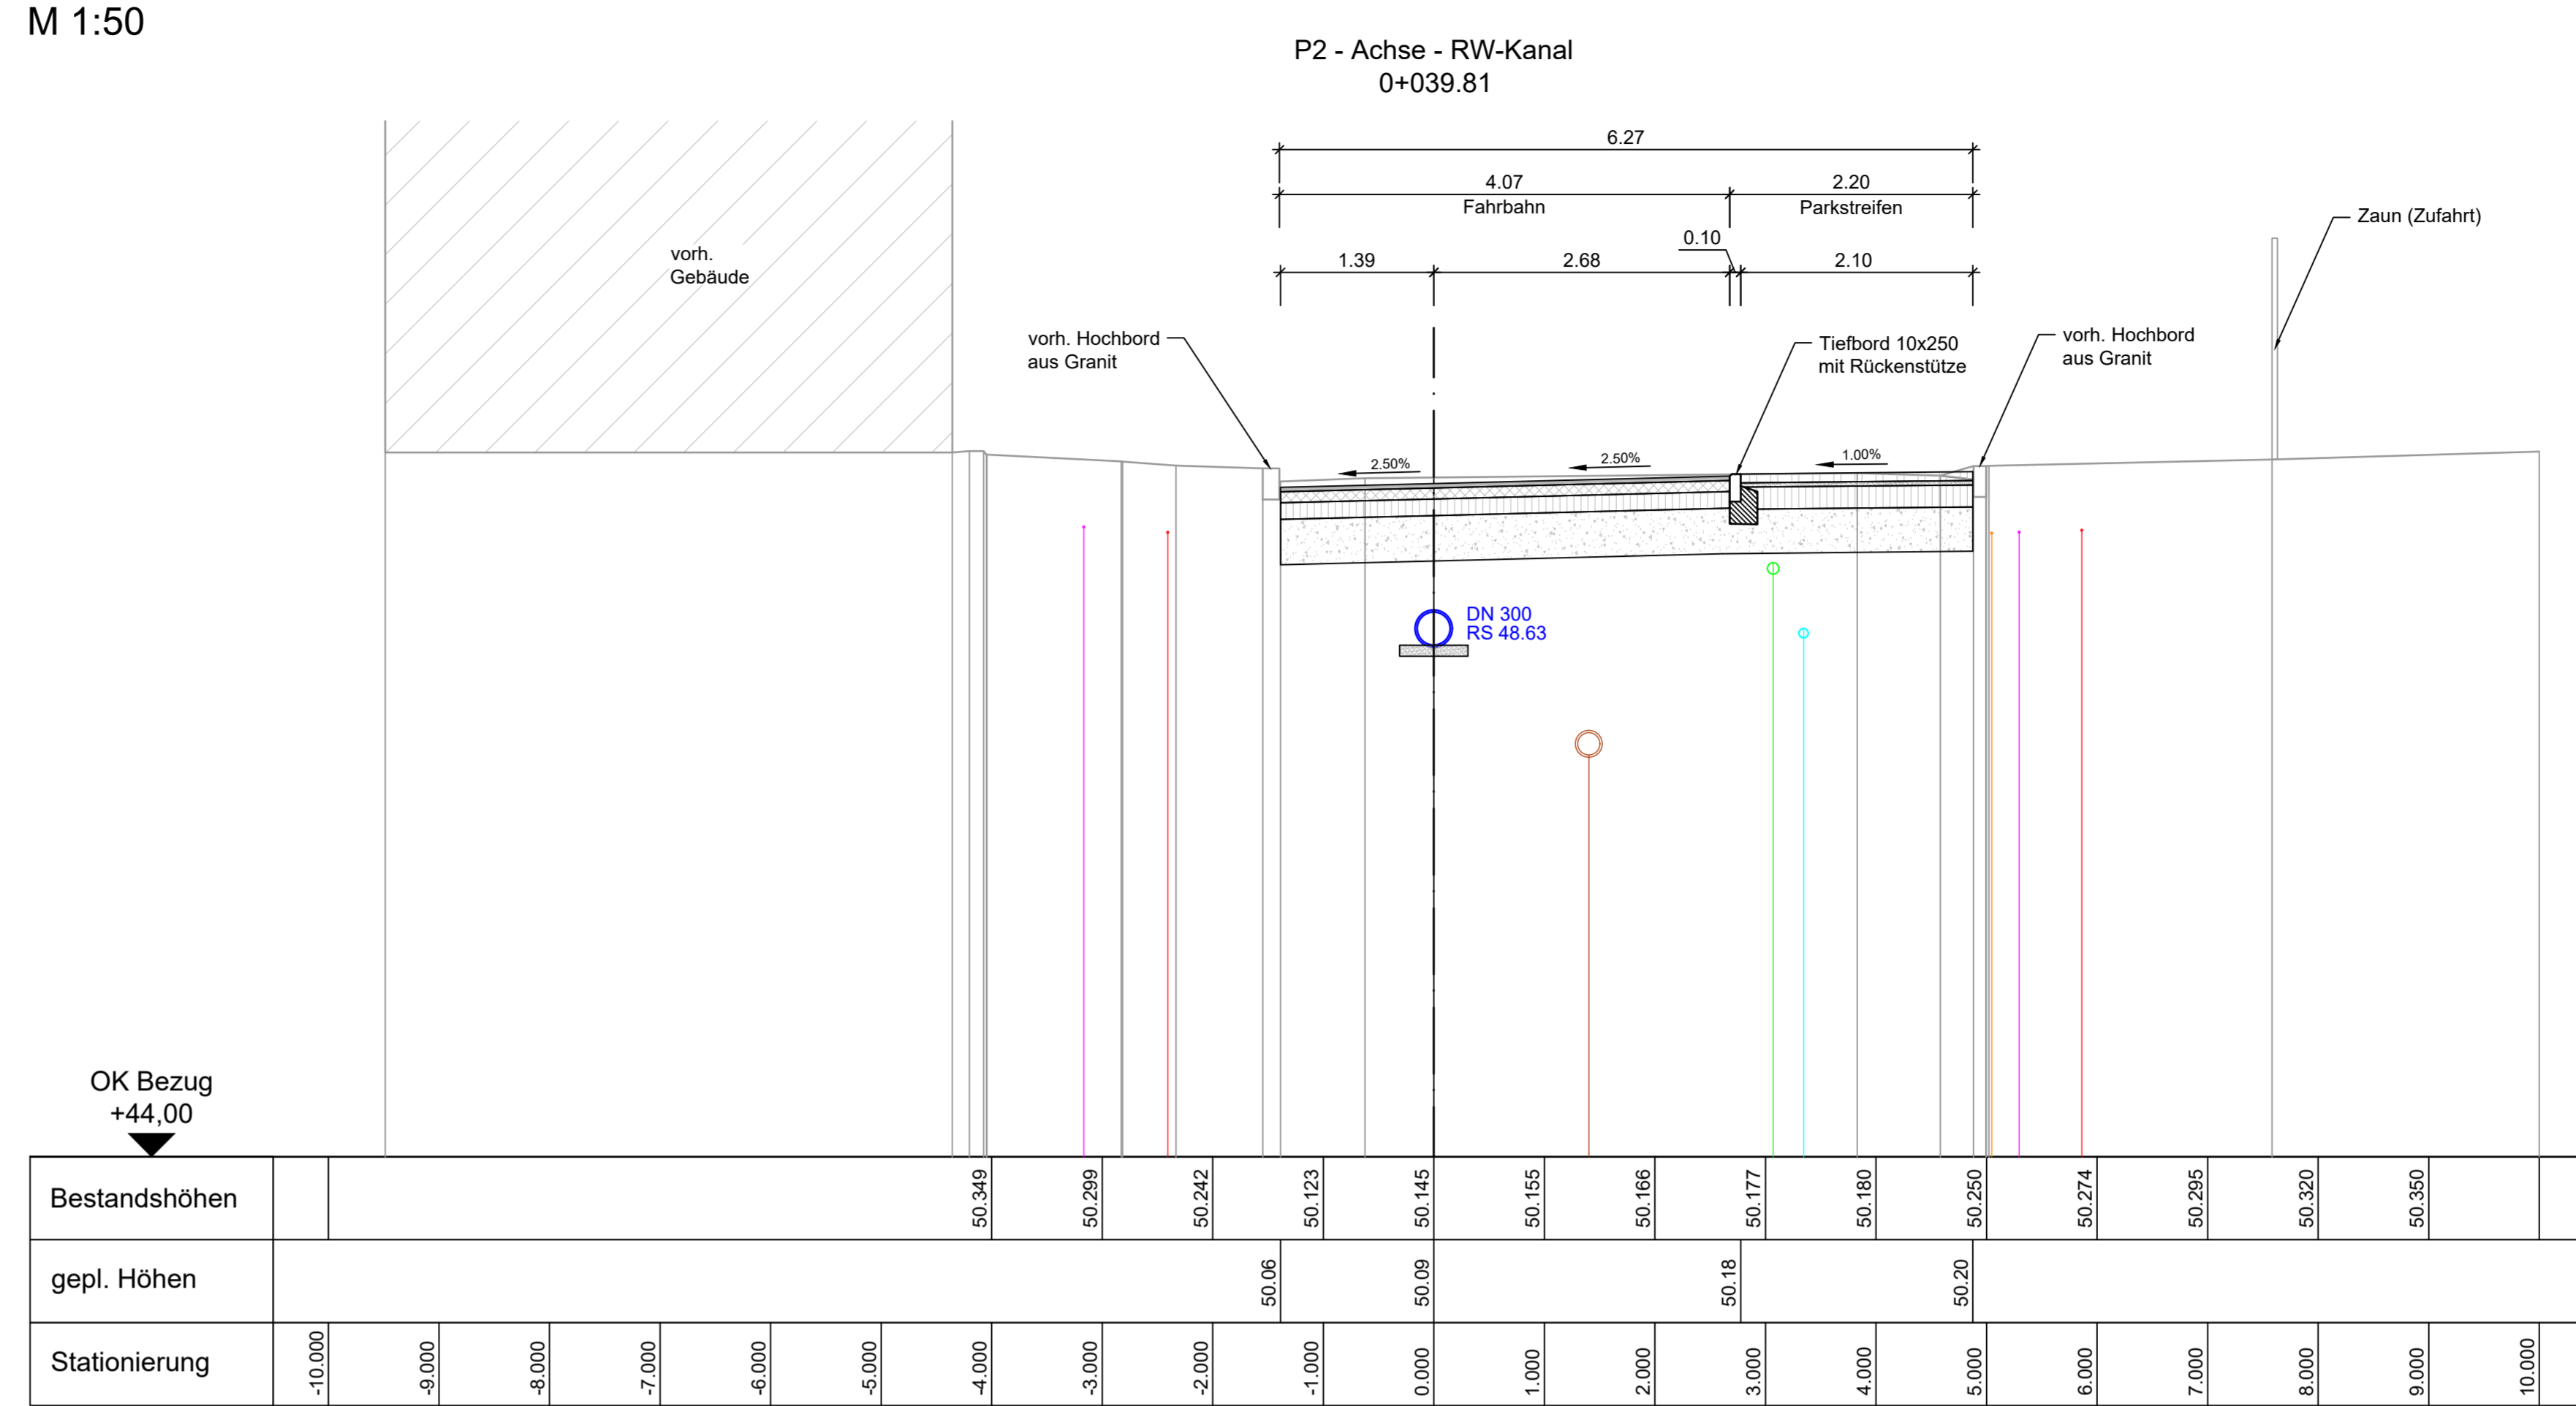 M 1:50
P2 - Achse - RW-Kanal
0+039.81
6.27
4.07
2.20
Fahrbahn
Parkstreifen
0.10
1.39
2.68
2.10
Zaun (Zufahrt)
vorh.
Gebäude
vorh. Hochbord
aus Granit
Tiefbord 10x250
mit Rückenstütze
vorh. Hochbord
aus Granit
2.50%
2.50%
1.00%
DN 300
RS 48.63
OK Bezug
+44,00
Bestandshöhen
50.349
50.299
50.242
50.123
50.145
50.155
50.166
50.177
50.180
50.250
50.274
50.295
50.320
50.350
gepl. Höhen
50.06
50.09
50.18
50.20
Stationierung
-10.000
-9.000
-8.000
-7.000
-6.000
-5.000
-4.000
-3.000
-2.000
-1.000
0.000
1.000
2.000
3.000
4.000
5.000
6.000
7.000
8.000
9.000
10.000